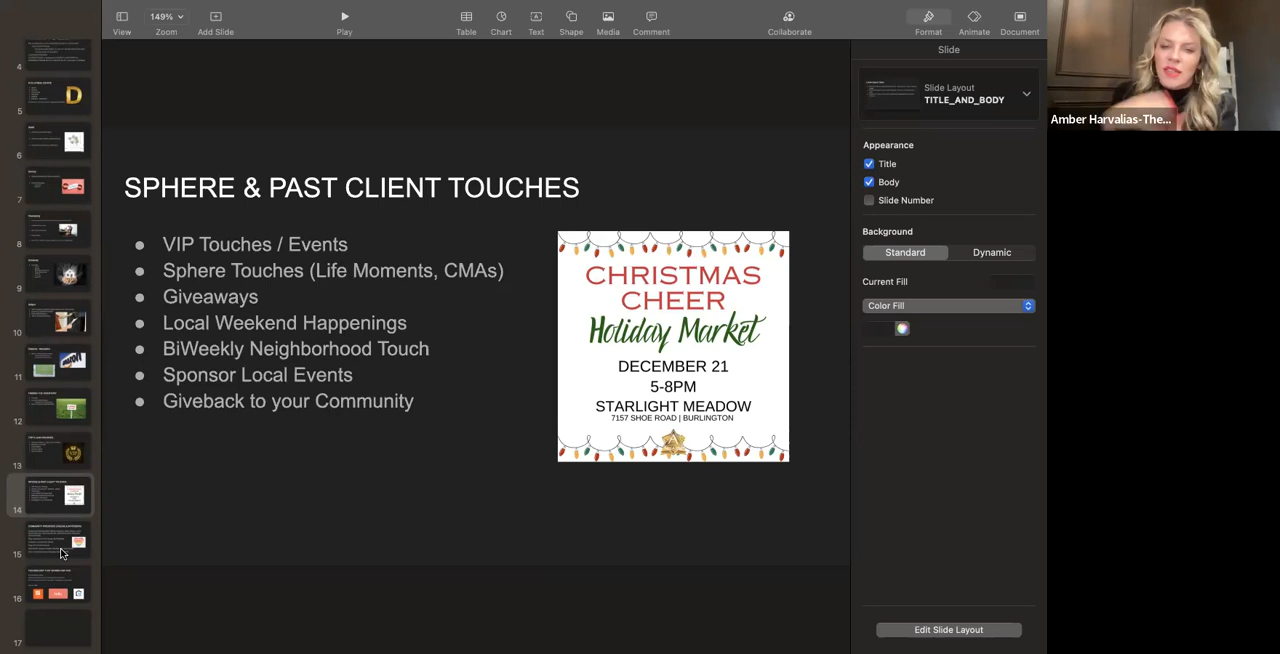 149%
View
Zoom
Add Slide
Play
Table
Chart
Text
Shape
Media
Comment
Collaborate
Format
Animate
Document
Slide
Slide Layout
TITLE_AND_BODY
Appearance
Title
Body
Slide Number
Background
Standard
Dynamic
Current Fill
Color Fill
Edit Slide Layout
Amber Harvalias-The...
4
5
6
7
8
9
10
11
12
13
14
15
16
17
SPHERE & PAST CLIENT TOUCHES
● VIP Touches / Events
● Sphere Touches (Life Moments, CMAs)
● Giveaways
● Local Weekend Happenings
● BiWeekly Neighborhood Touch
● Sponsor Local Events
● Giveback to your Community
CHRISTMAS
CHEER
Holiday Market
DECEMBER 21
5-8PM
STARLIGHT MEADOW
7157 SHOE ROAD | BURLINGTON